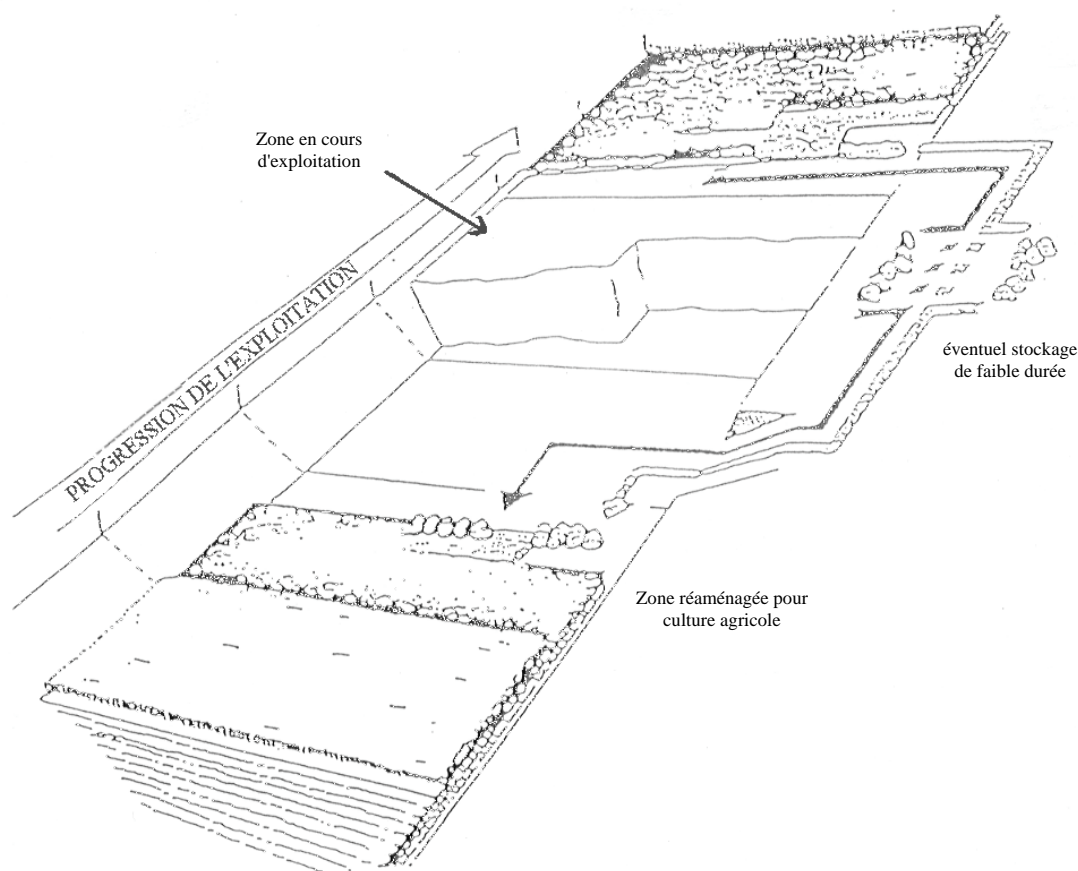 Zone en cours
d'exploitation
PROGRESSION DE L'EXPLOITATION
éventuel stockage
de faible durée
Zone réaménagée pour
culture agricole